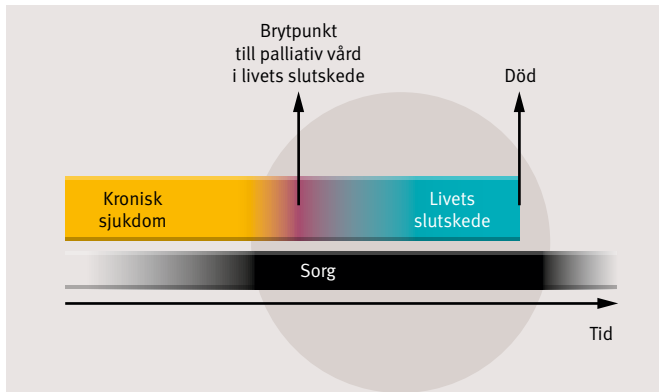 Brytpunkt
till palliativ vård
i livets slutskede
Död
Kronisk
sjukdom
Livets
slutskede
Sorg
Tid